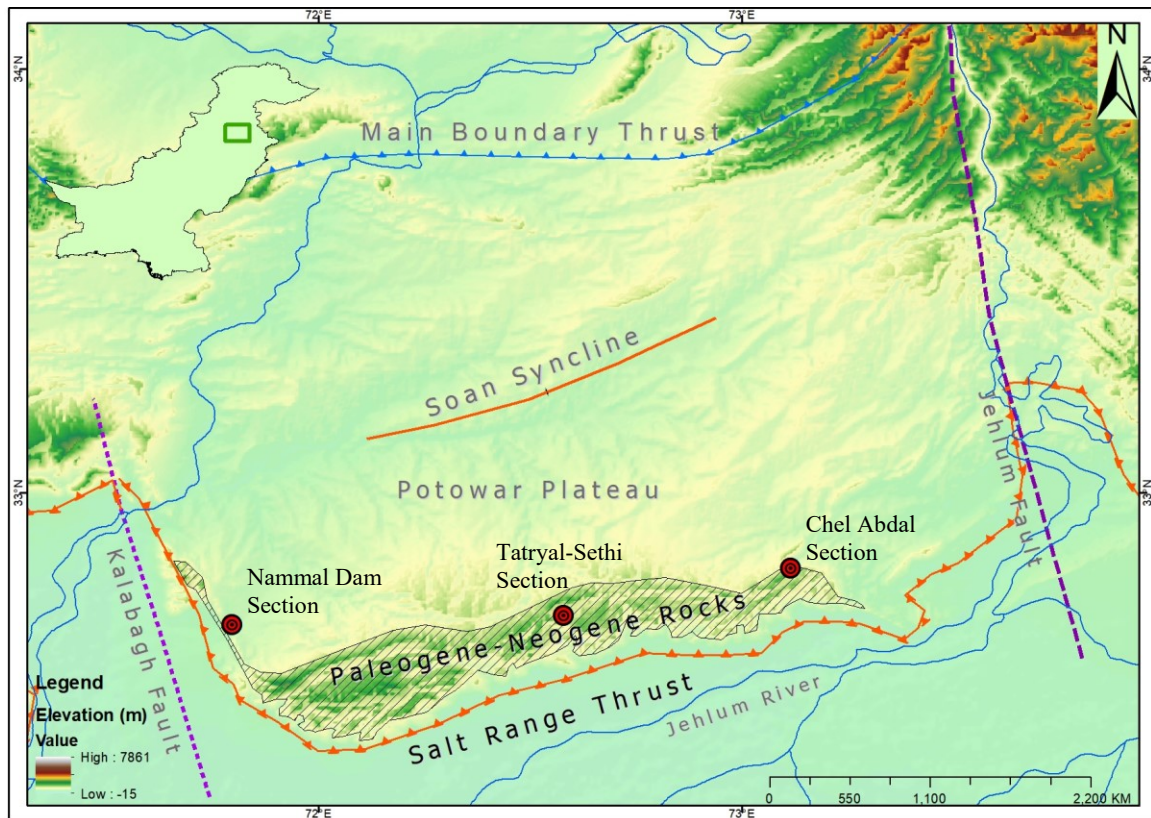 72°E
73°E
34°N
34°N
N
Main Boundary Thrust
Soan Syncline
Potowar Plateau
Jehlum Fault
33°N
33°N
Chel Abdal
Section
Tatryal-Sethi
Section
Nammal Dam
Section
Kalabagh Fault
Paleogene-Neogene Rocks
Salt Range Thrust
Jehlum River
Legend
Elevation (m)
Value
High : 7861
Low : -15
0 550 1,100 2,200 KM
72°E
73°E